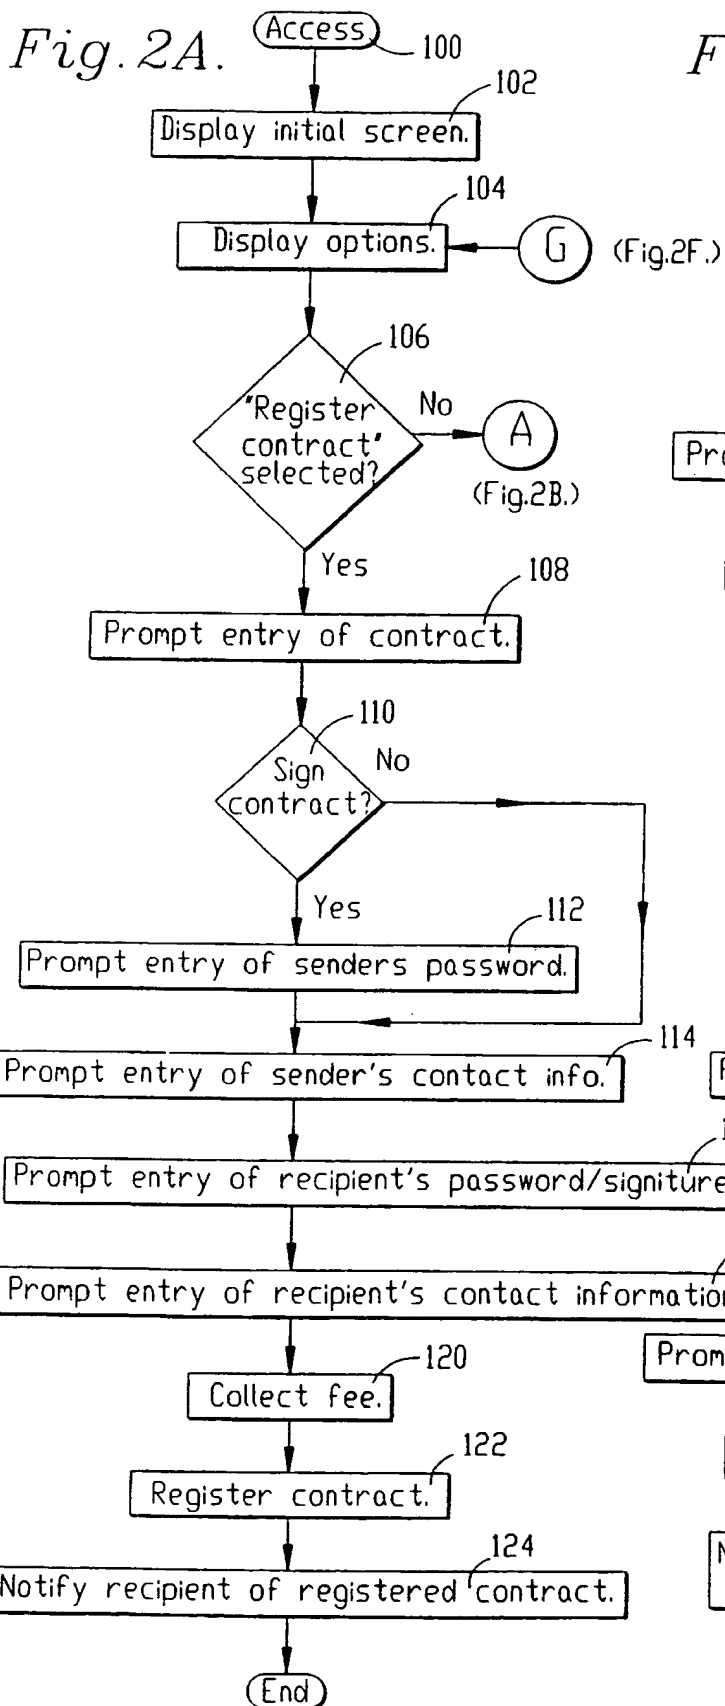 Fig. 2A.
Access
100
102
Display initial screen.
104
Display options.
G
(Fig.2F.)
106
"Register
contract"
selected?
No
A
(Fig.2B.)
Yes
108
Prompt entry of contract.
110
Sign
contract?
No
Yes
112
Prompt entry of senders password.
114
Prompt entry of sender's contact info.
Prompt entry of recipient's password/signiture
Prompt entry of recipient's contact information
120
Collect fee.
122
Register contract.
124
Notify recipient of registered contract.
End
F
Pro
Prom